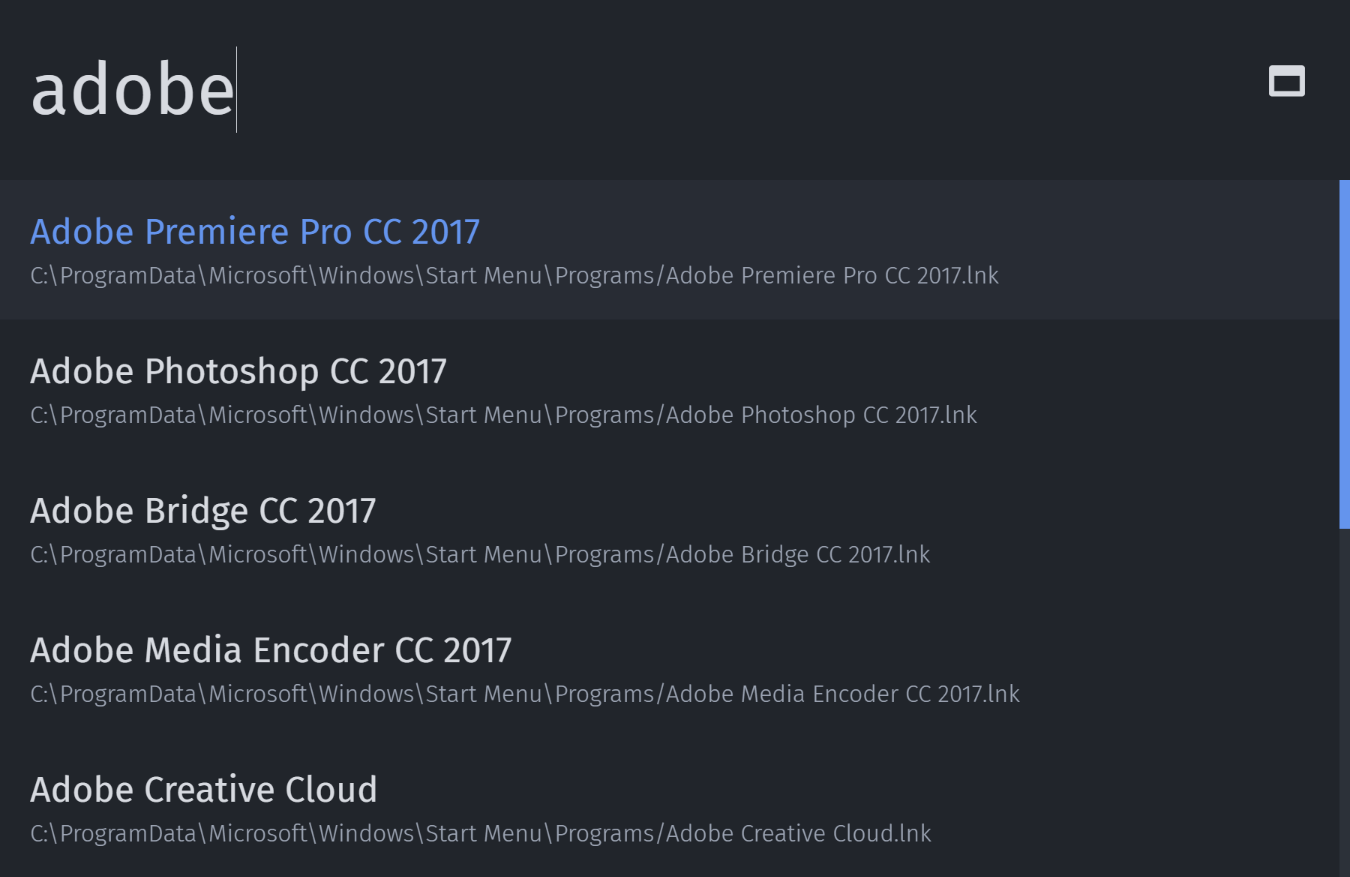 adobe
Adobe Premiere Pro CC 2017
C:\ProgramData\Microsoft\Windows\Start Menu\Programs/Adobe Premiere Pro CC 2017.lnk
Adobe Photoshop CC 2017
C:\ProgramData\Microsoft\Windows\Start Menu\Programs/Adobe Photoshop CC 2017.lnk
Adobe Bridge CC 2017
C:\ProgramData\Microsoft\Windows\Start Menu\Programs/Adobe Bridge CC 2017.lnk
Adobe Media Encoder CC 2017
C:\ProgramData\Microsoft\Windows\Start Menu\Programs/Adobe Media Encoder CC 2017.lnk
Adobe Creative Cloud
C:\ProgramData\Microsoft\Windows\Start Menu\Programs/Adobe Creative Cloud.lnk